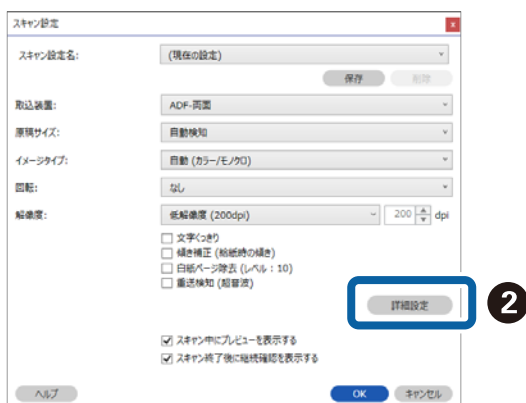 スキャン設定 x
スキャン設定名: (現在の設定)
保存 削除
取込装置: ADF-両面
原稿サイズ: 自動検知
イメージタイプ: 自動 (カラー/モノクロ)
回転: なし
解像度: 低解像度 (200dpi) 200 dpi
文字くっきり
傾き補正 (給紙時の傾き)
白紙ページ除去 (レベル : 10)
重送検知 (超音波)
詳細設定 2
スキャン中にプレビューを表示する
スキャン終了後に継続確認を表示する
ヘルプ OK キャンセル